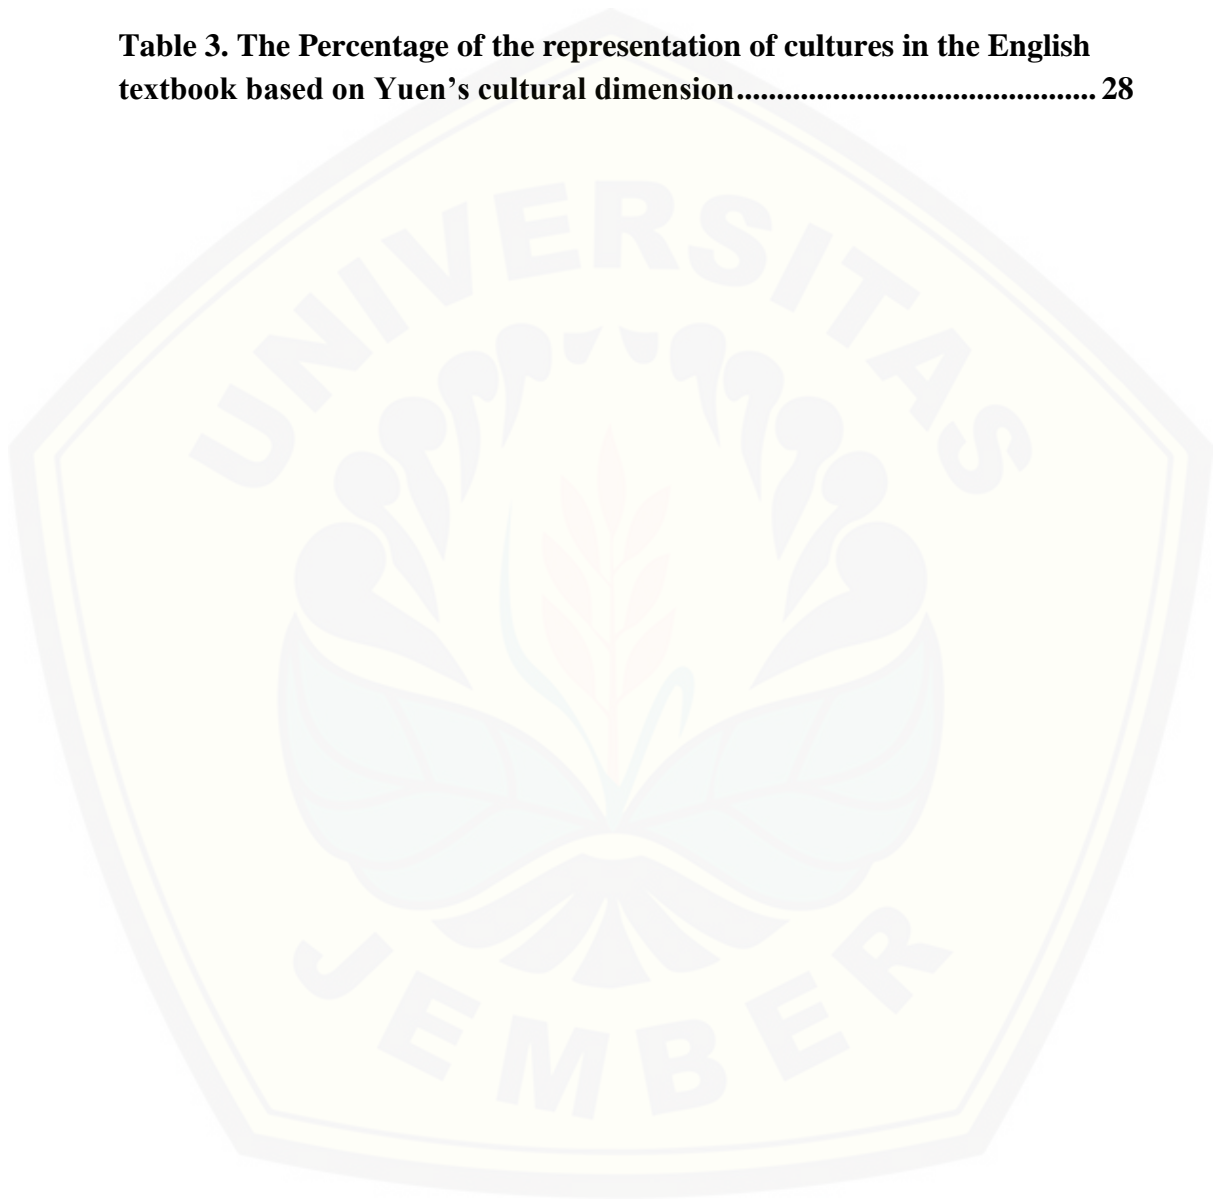 Table 3. The Percentage of the representation of cultures in the English
textbook based on Yuen’s cultural dimension............................................. 28
UNIVERSITAS
JEMBER